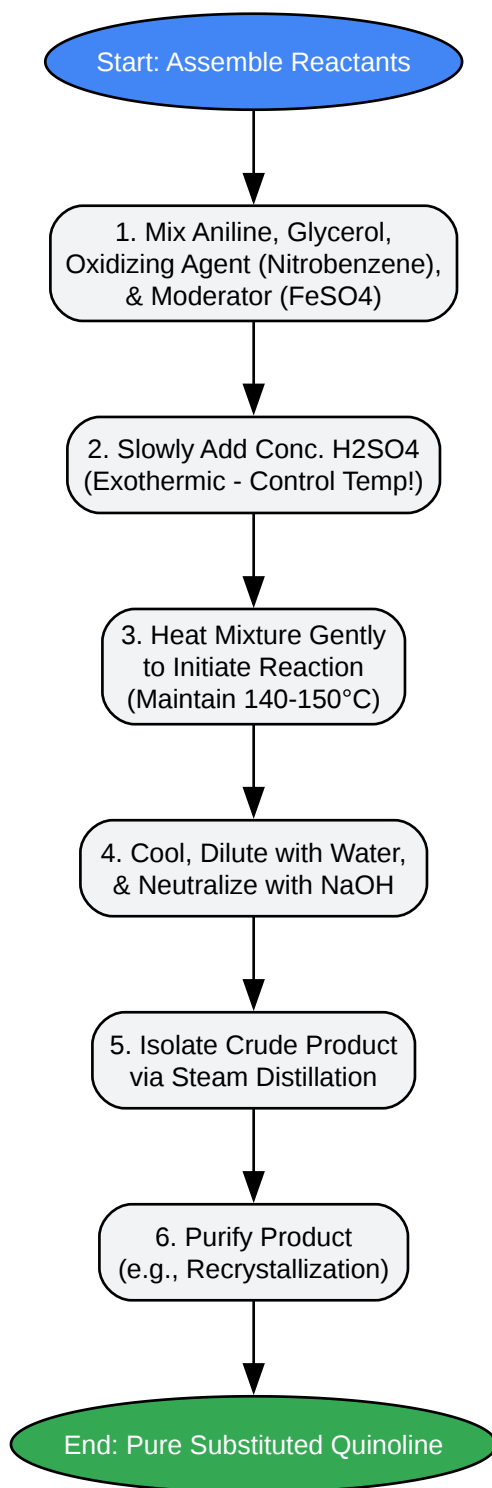 Start: Assemble Reactants
1. Mix Aniline, Glycerol,
Oxidizing Agent (Nitrobenzene),
& Moderator (FeSO4)
2. Slowly Add Conc. H2SO4
(Exothermic - Control Temp!)
3. Heat Mixture Gently
to Initiate Reaction
(Maintain 140-150°C)
4. Cool, Dilute with Water,
& Neutralize with NaOH
5. Isolate Crude Product
via Steam Distillation
6. Purify Product
(e.g., Recrystallization)
End: Pure Substituted Quinoline